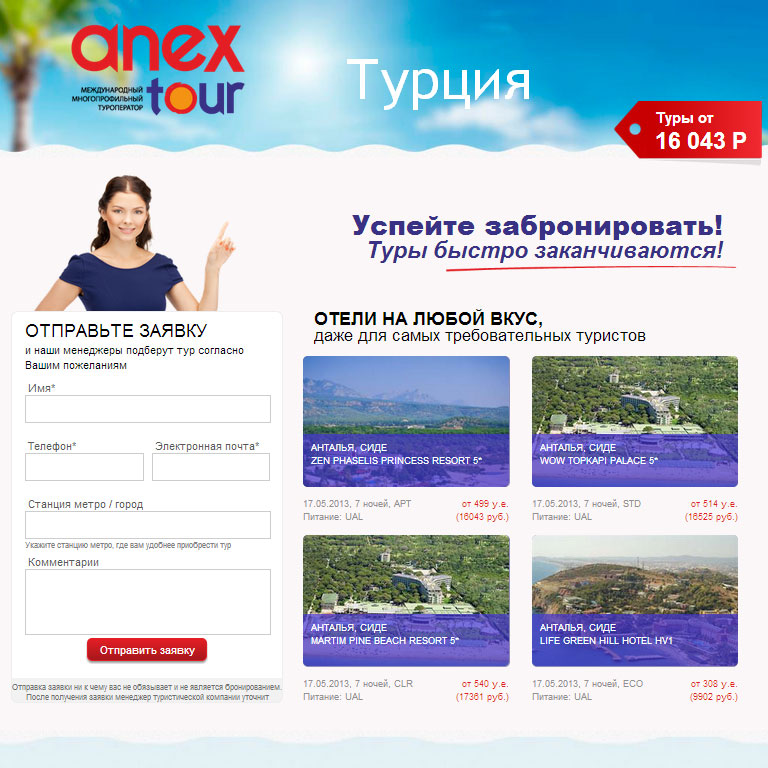 anex
tour
МЕЖДУНАРОДНЫЙ
МНОГОПРОФИЛЬНЫЙ
ТУРОПЕРАТОР
Турция
Туры от
16 043 Р
Успейте забронировать!
Туры быстро заканчиваются!
ОТПРАВЬТЕ ЗАЯВКУ
и наши менеджеры подберут тур согласно
Вашим пожеланиям
Имя*
Телефон*
Электронная почта*
Станция метро / город
Укажите станцию метро, где вам удобнее приобрести тур
Комментарии
Отправить заявку
Отправка заявки ни к чему вас не обязывает и не является бронированием.
После получения заявки менеджер туристической компании уточнит
ОТЕЛИ НА ЛЮБОЙ ВКУС,
даже для самых требовательных туристов
АНТАЛЬЯ, СИДЕ
ZEN PHASELIS PRINCESS RESORT 5*
17.05.2013, 7 ночей, APT
от 499 у.е.
Питание: UAL
(16043 руб.)
АНТАЛЬЯ, СИДЕ
WOW TOPKAPI PALACE 5*
17.05.2013, 7 ночей, STD
от 514 у.е.
Питание: UAL
(16525 руб.)
АНТАЛЬЯ, СИДЕ
MARTIM PINE BEACH RESORT 5*
17.05.2013, 7 ночей, CLR
от 540 у.е.
Питание: UAL
(17361 руб.)
АНТАЛЬЯ, СИДЕ
LIFE GREEN HILL HOTEL HV1
17.05.2013, 7 ночей, ECO
от 308 у.е.
Питание: UAL
(9902 руб.)